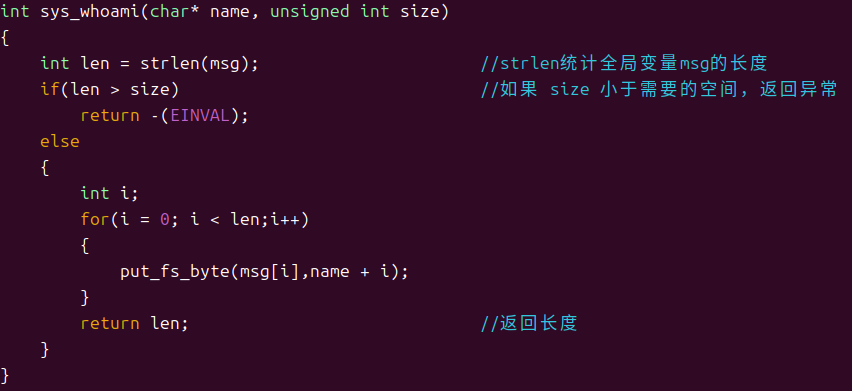 int sys_whoami(char* name, unsigned int size)
{
    int len = strlen(msg);                      //strlen统计全局变量msg的长度
    if(len > size)                              //如果 size 小于需要的空间，返回异常
        return -(EINVAL);
    else
    {
        int i;
        for(i = 0; i < len;i++)
        {
            put_fs_byte(msg[i],name + i);
        }
        return len;                             //返回长度
    }
}